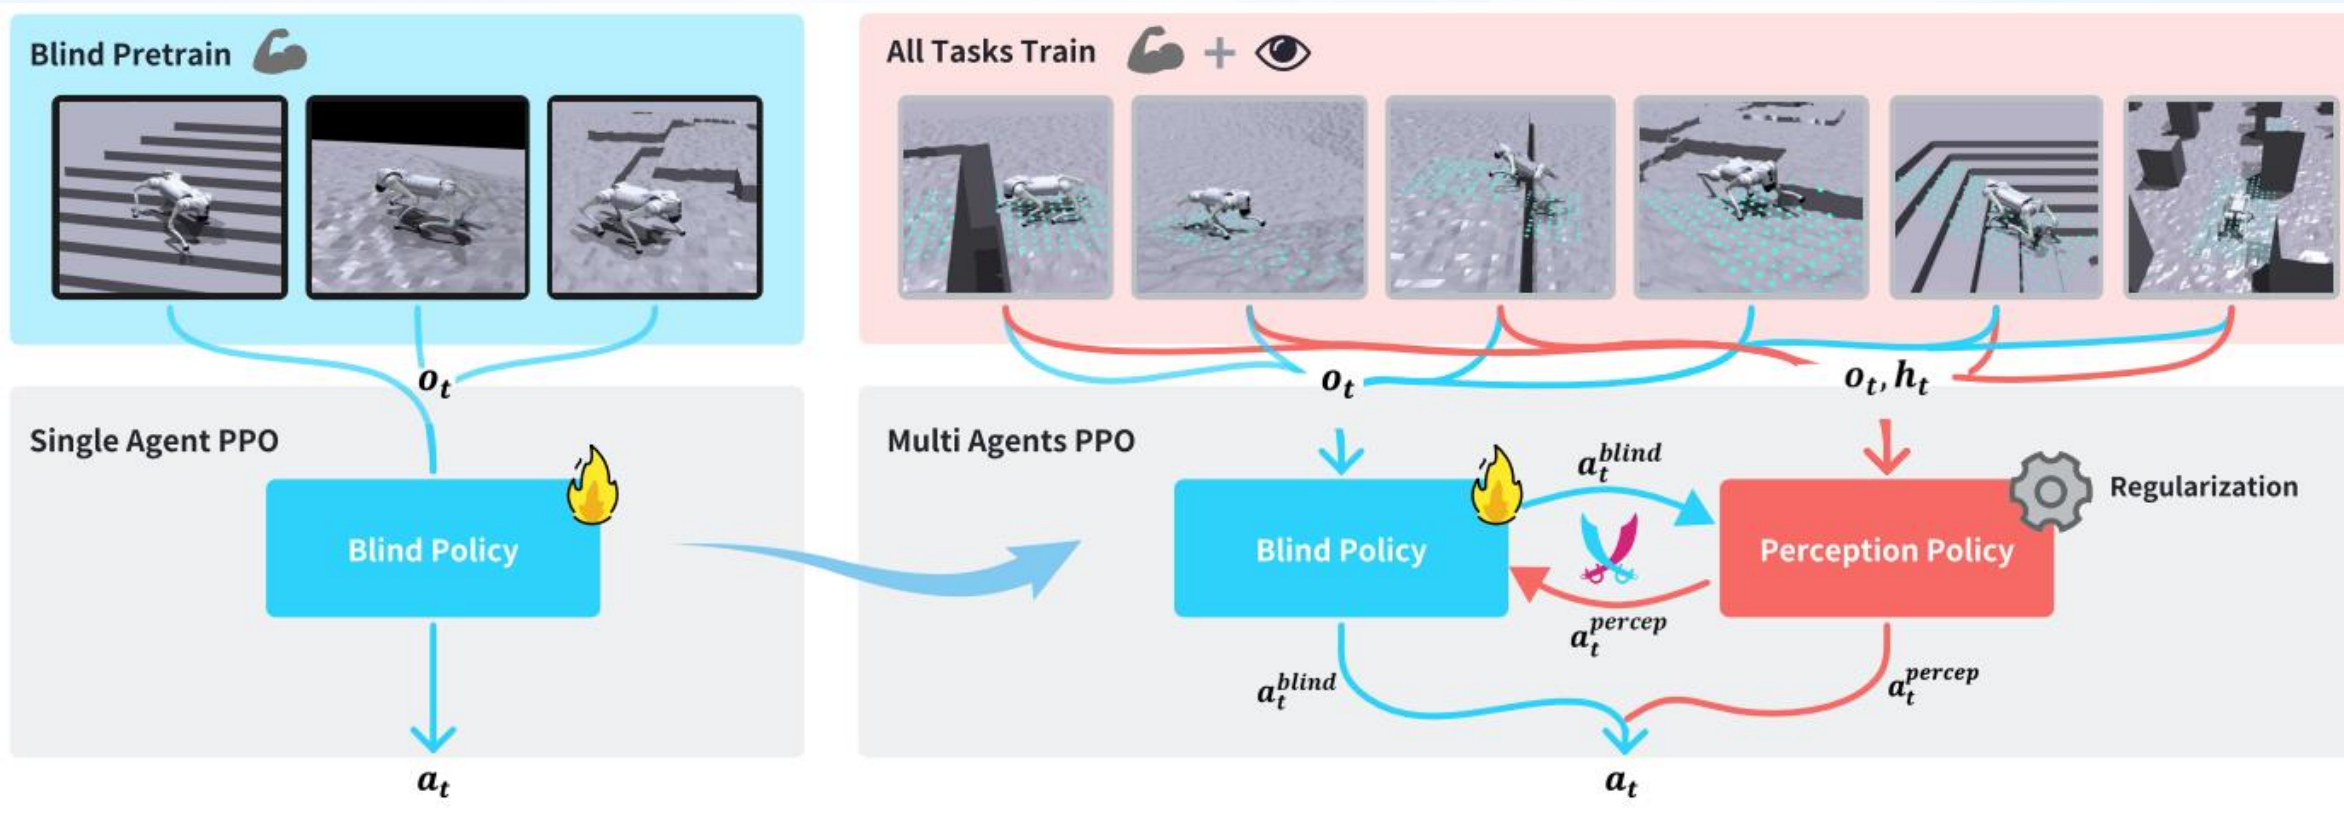 Blind Pretrain
All Tasks Train +
o_t
o_t
o_t, h_t
Single Agent PPO
Multi Agents PPO
Blind Policy
Blind Policy
a_t^{blind}
a_t^{percep}
Perception Policy
Regularization
a_t^{blind}
a_t^{percep}
a_t
a_t